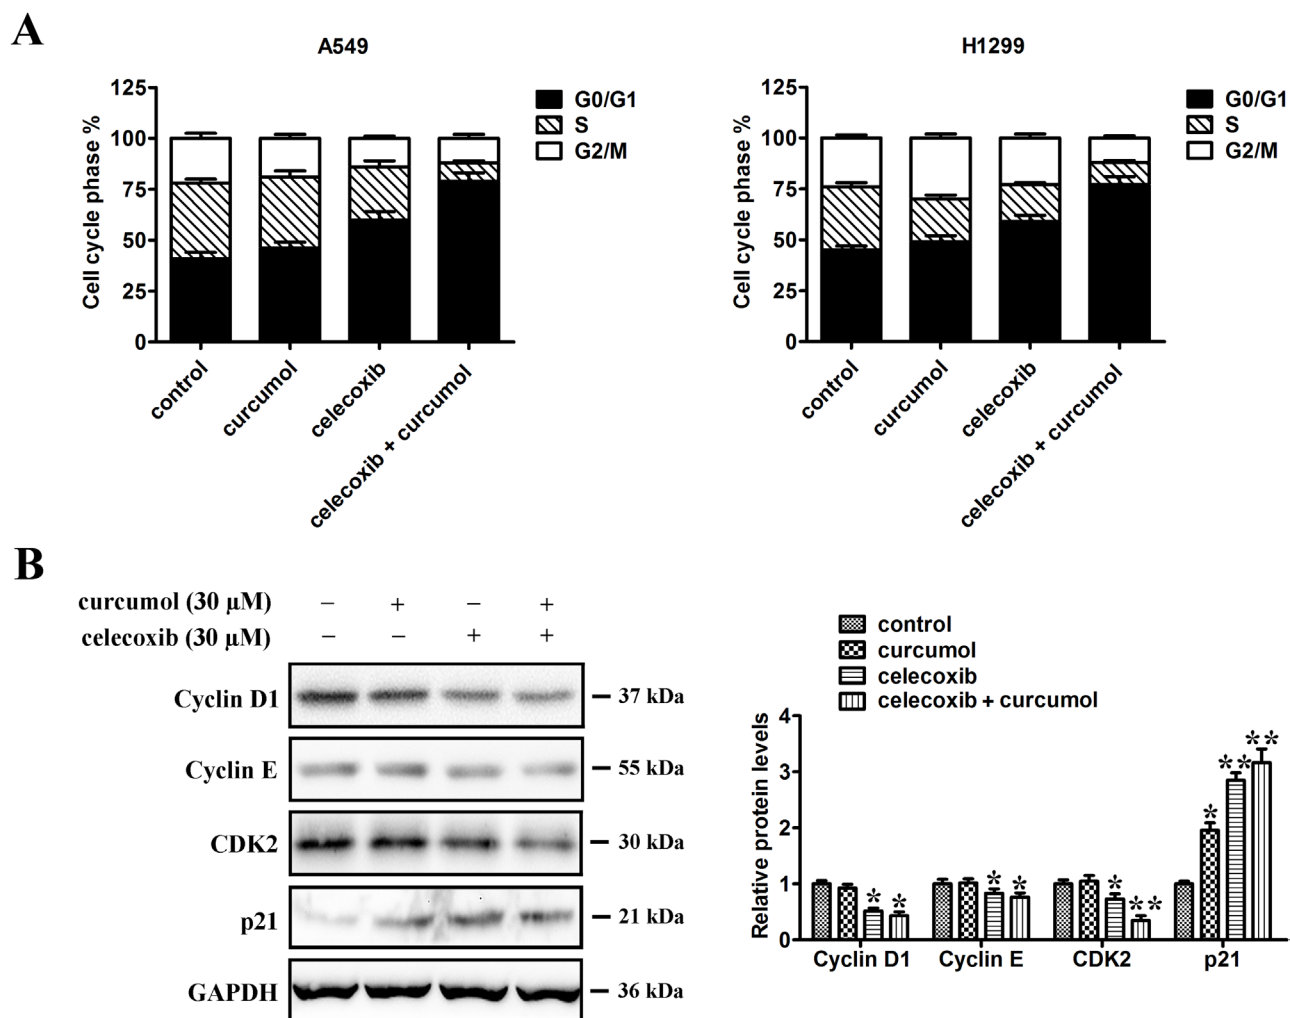 A
A549
Cell cycle phase %
125
100
75
50
25
0
G0/G1
S
G2/M
control
curcumol
celecoxib
celecoxib + curcumol
H1299
Cell cycle phase %
125
100
75
50
25
0
G0/G1
S
G2/M
control
curcumol
celecoxib
celecoxib + curcumol
B
curcumol (30 μM) – + – +
celecoxib (30 μM) – – + +
Cyclin D1 37 kDa
Cyclin E 55 kDa
CDK2 30 kDa
p21 21 kDa
GAPDH 36 kDa
control
curcumol
celecoxib
celecoxib + curcumol
Relative protein levels
4
3
2
1
0
* *
* *
* **
* ** **
Cyclin D1 Cyclin E CDK2 p21